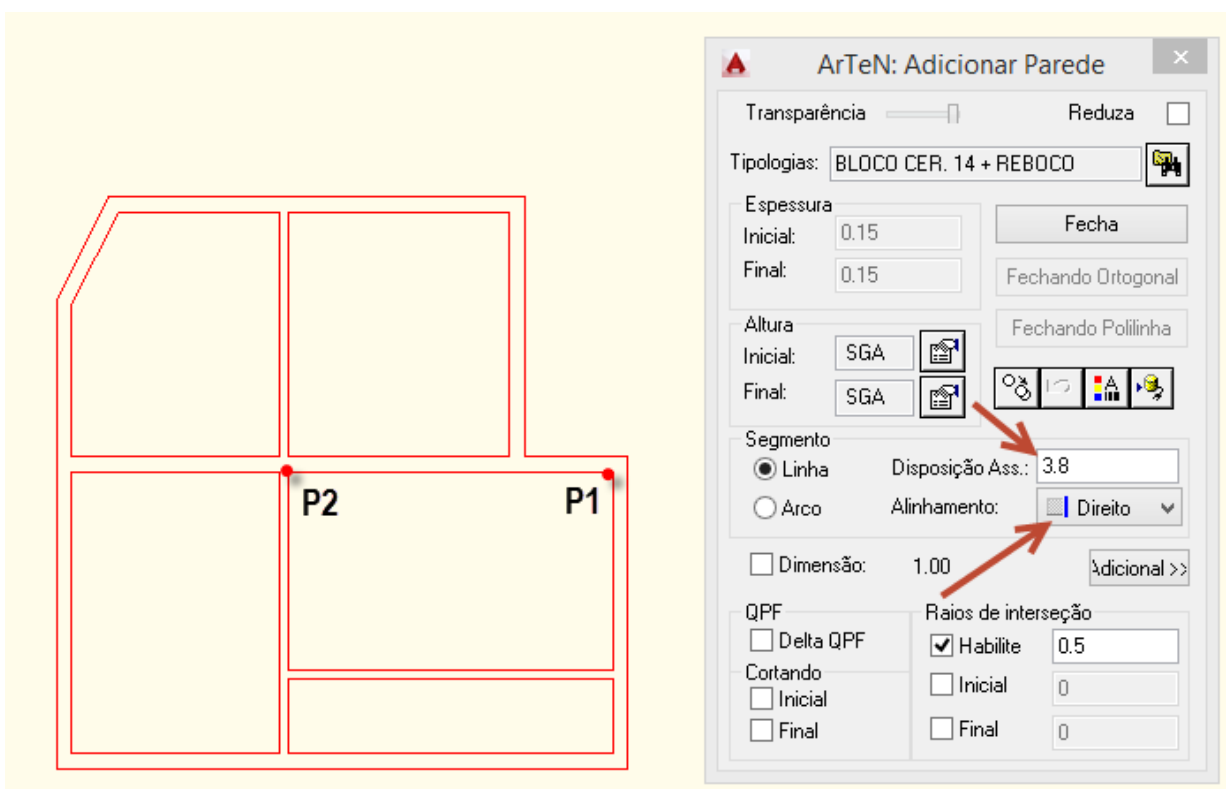 ArTeN: Adicionar Parede
Transparência Reduza
Tipologias: BLOCO CER. 14 + REBOCO
Espessura
Inicial: 0.15
Final: 0.15
Fecha
Fechando Ortogonal
Fechando Polilinha
Altura
Inicial: SGA
Final: SGA
Segmento
Linha Disposição Ass.: 3.8
Arco Alinhamento: Direito
Dimensão: 1.00 Adicional >>
QPF
Delta QPF
Cortando
Inicial
Final
Raios de interseção
Habilite 0.5
Inicial 0
Final 0
P2 P1